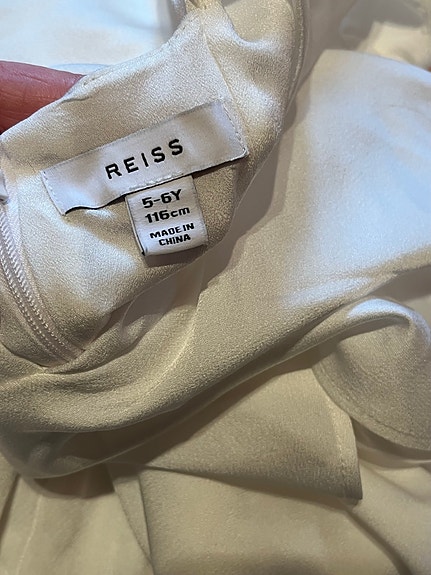 REISS
5-6Y
116cm
MADE IN
CHINA